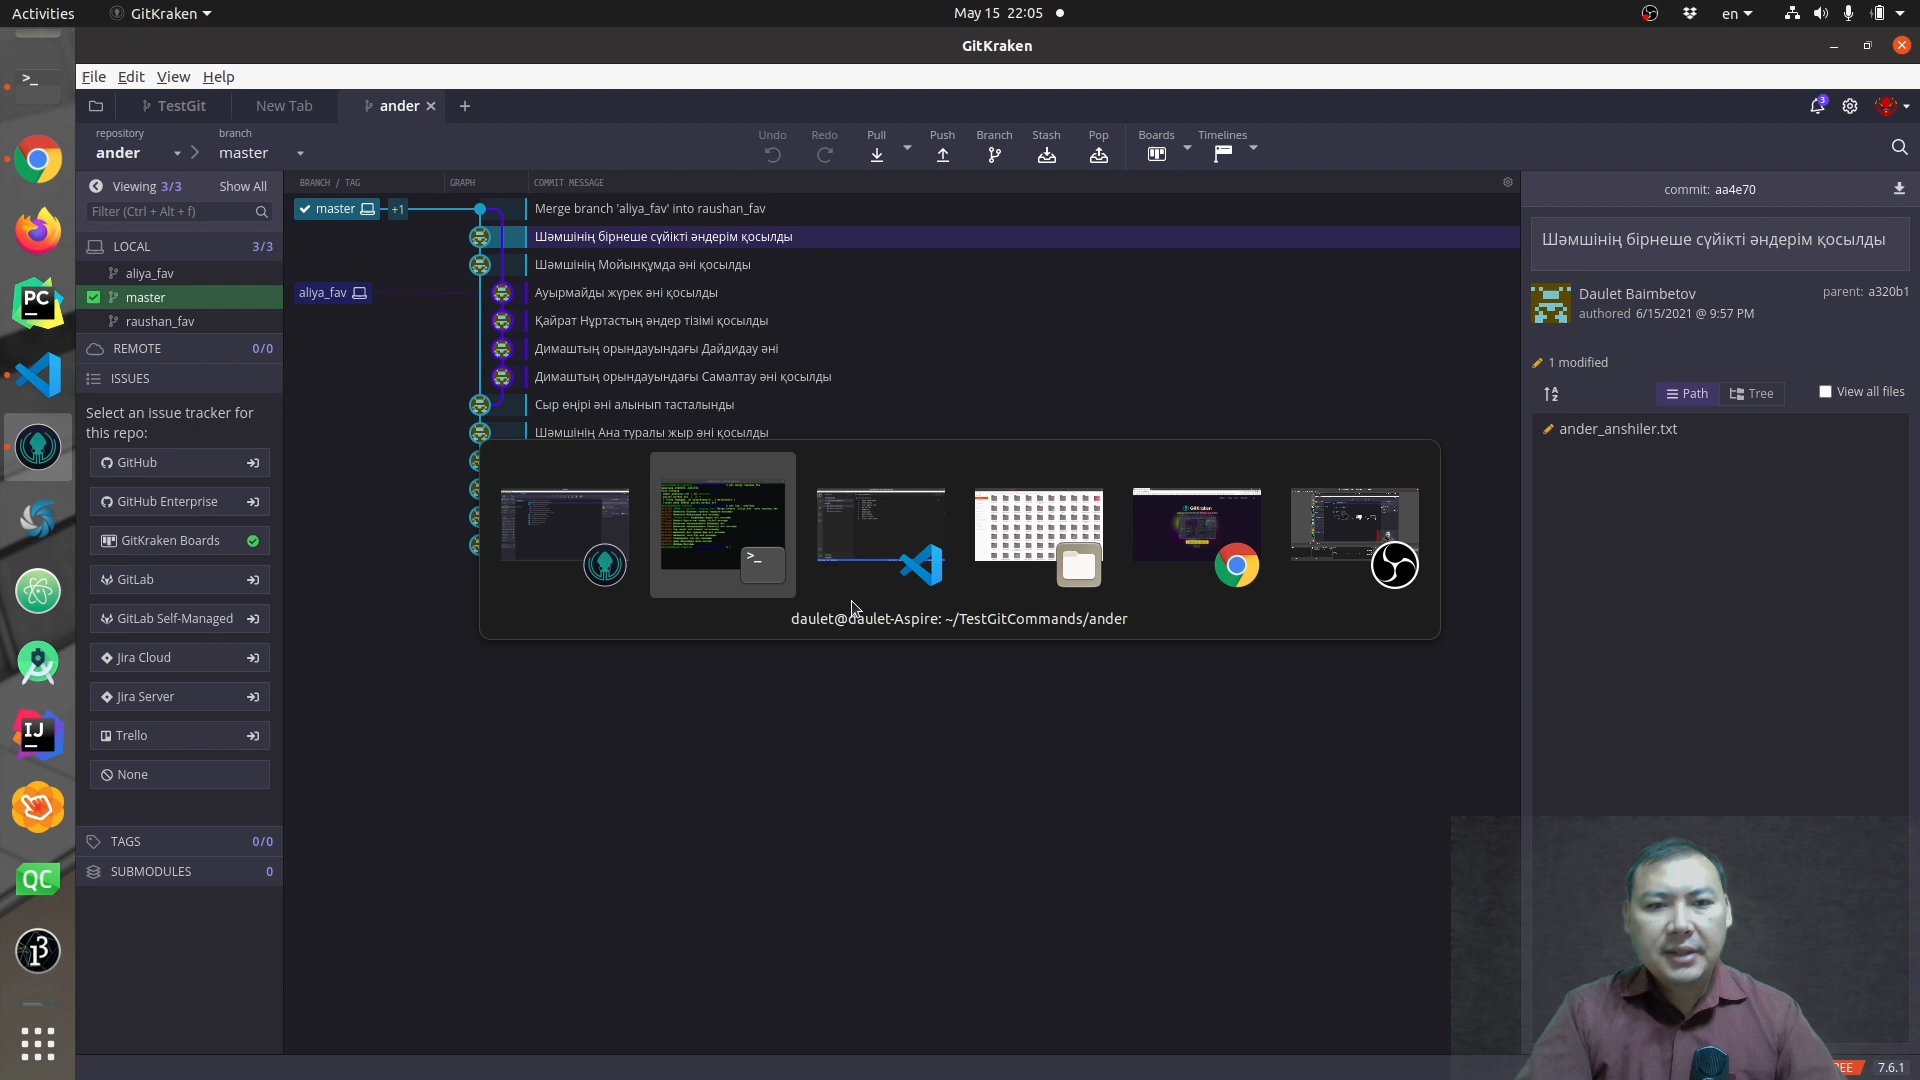 Activities
GitKraken
May 15 22:05
en
GitKraken
File Edit View Help
TestGit
New Tab
ander
3
repository
ander
branch
master
Undo
Redo
Pull
Push
Branch
Stash
Pop
Boards
Timelines
Viewing 3/3
Show All
Filter (Ctrl + Alt + f)
LOCAL 3/3
aliya_fav
master
raushan_fav
REMOTE 0/0
ISSUES
Select an issue tracker for
this repo:
GitHub
GitHub Enterprise
GitKraken Boards
GitLab
GitLab Self-Managed
Jira Cloud
Jira Server
Trello
None
TAGS 0/0
SUBMODULES 0
BRANCH / TAG
GRAPH
COMMIT MESSAGE
master +1
Merge branch 'aliya_fav' into raushan_fav
Шәмшінің бірнеше сүйікті әндерім қосылды
Шәмшінің Мойынқұмда әні қосылды
aliya_fav
Ауырмайды жүрек әні қосылды
Қайрат Нұртастың әндер тізімі қосылды
Димаштың орындауындағы Дайдидау әні
Димаштың орындауындағы Самалтау әні қосылды
Сыр өңірі әні алынып тасталынды
Шәмшінің Ана туралы жыр әні қосылды
GitKraken
daulet@daulet-Aspire: ~/TestGitCommands/ander
commit: aa4e70
Шәмшінің бірнеше сүйікті әндерім қосылды
Daulet Baimbetov
authored 6/15/2021 @ 9:57 PM
parent: a320b1
1 modified
Path
Tree
View all files
ander_anshiler.txt
PC
IJ
QC
7.6.1